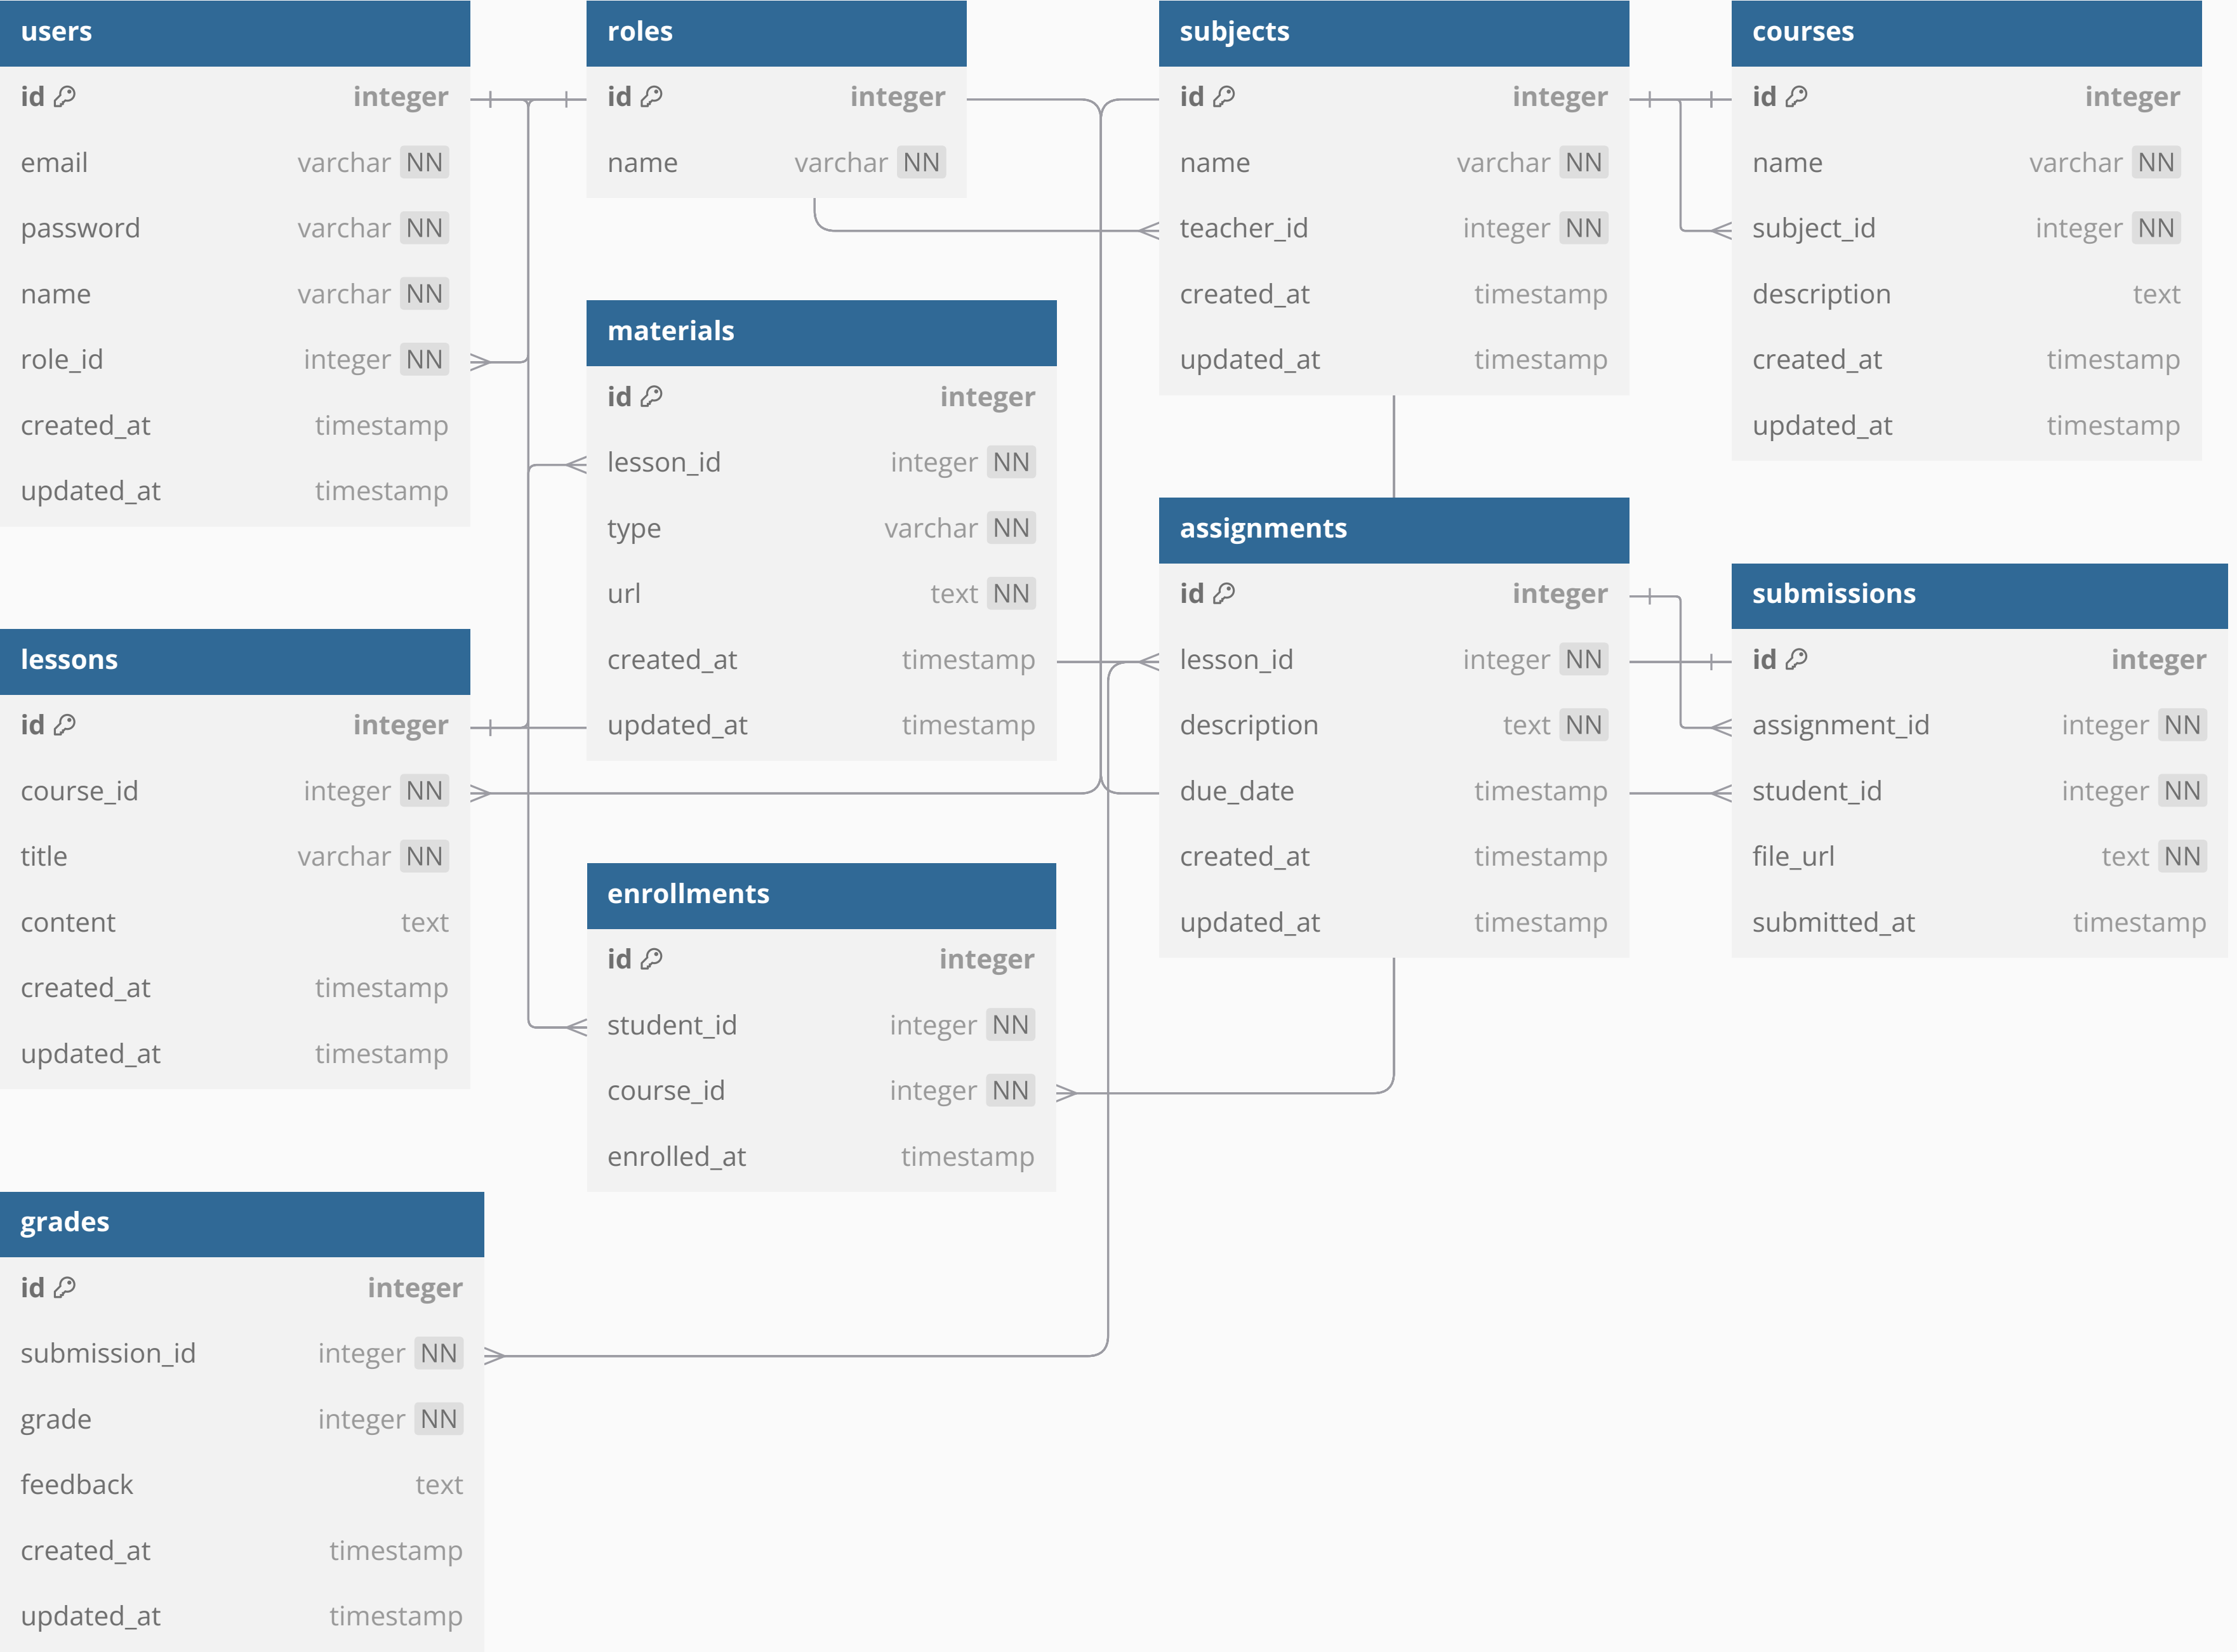 users
id integer
email varchar NN
password varchar NN
name varchar NN
role_id integer NN
created_at timestamp
updated_at timestamp
roles
id integer
name varchar NN
subjects
id integer
name varchar NN
teacher_id integer NN
created_at timestamp
updated_at timestamp
courses
id integer
name varchar NN
subject_id integer NN
description text
created_at timestamp
updated_at timestamp
materials
id integer
lesson_id integer NN
type varchar NN
url text NN
created_at timestamp
updated_at timestamp
assignments
id integer
lesson_id integer NN
description text NN
due_date timestamp
created_at timestamp
updated_at timestamp
submissions
id integer
assignment_id integer NN
student_id integer NN
file_url text NN
submitted_at timestamp
lessons
id integer
course_id integer NN
title varchar NN
content text
created_at timestamp
updated_at timestamp
enrollments
id integer
student_id integer NN
course_id integer NN
enrolled_at timestamp
grades
id integer
submission_id integer NN
grade integer NN
feedback text
created_at timestamp
updated_at timestamp